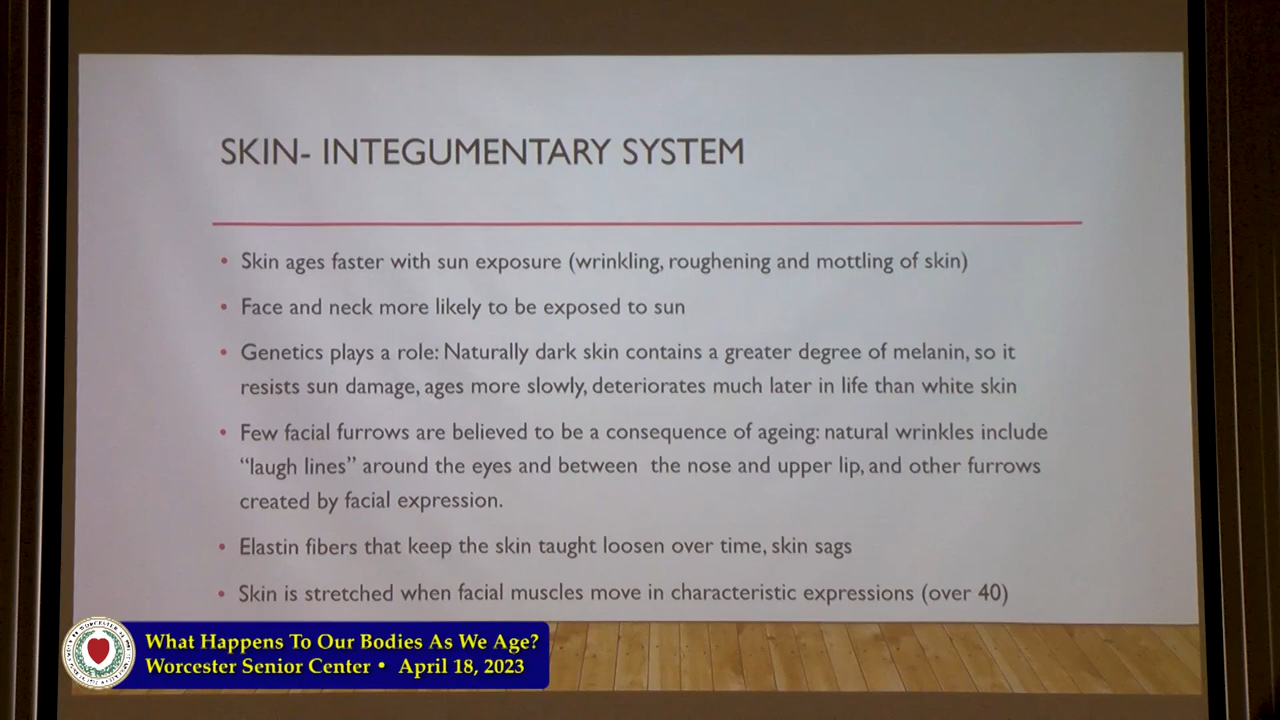 SKIN- INTEGUMENTARY SYSTEM
• Skin ages faster with sun exposure (wrinkling, roughening and mottling of skin)
• Face and neck more likely to be exposed to sun
• Genetics plays a role: Naturally dark skin contains a greater degree of melanin, so it
resists sun damage, ages more slowly, deteriorates much later in life than white skin
• Few facial furrows are believed to be a consequence of ageing: natural wrinkles include
“laugh lines” around the eyes and between the nose and upper lip, and other furrows
created by facial expression.
• Elastin fibers that keep the skin taught loosen over time, skin sags
• Skin is stretched when facial muscles move in characteristic expressions (over 40)
What Happens To Our Bodies As We Age?
Worcester Senior Center • April 18, 2023